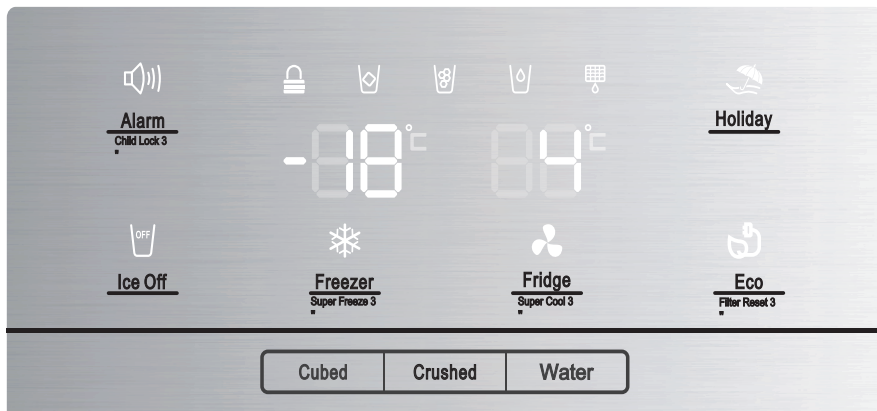 Alarm
Child Lock 3
Holiday
-18°C
4°C
OFF
Ice Off
Freezer
Super Freeze 3
Fridge
Super Cool 3
Eco
Filter Reset 3
Cubed
Crushed
Water